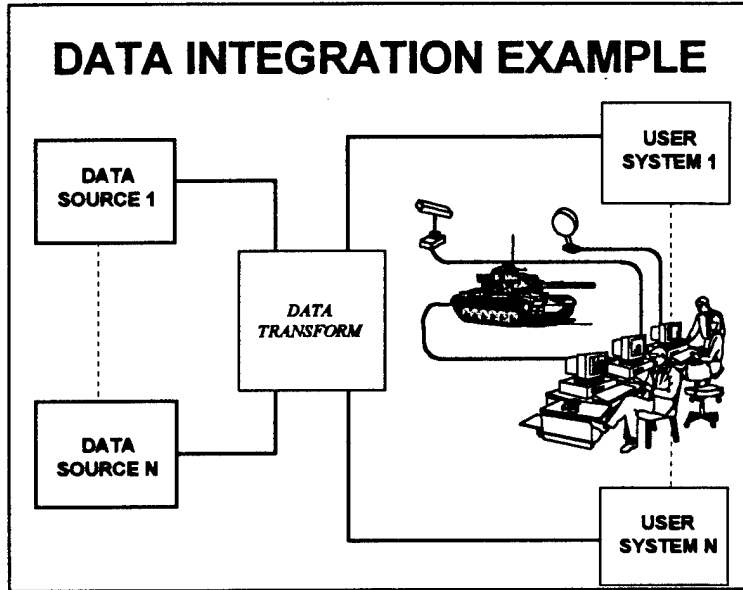 DATA INTEGRATION EXAMPLE
DATA
SOURCE 1
USER
SYSTEM 1
DATA
TRANSFORM
DATA
SOURCE N
USER
SYSTEM N